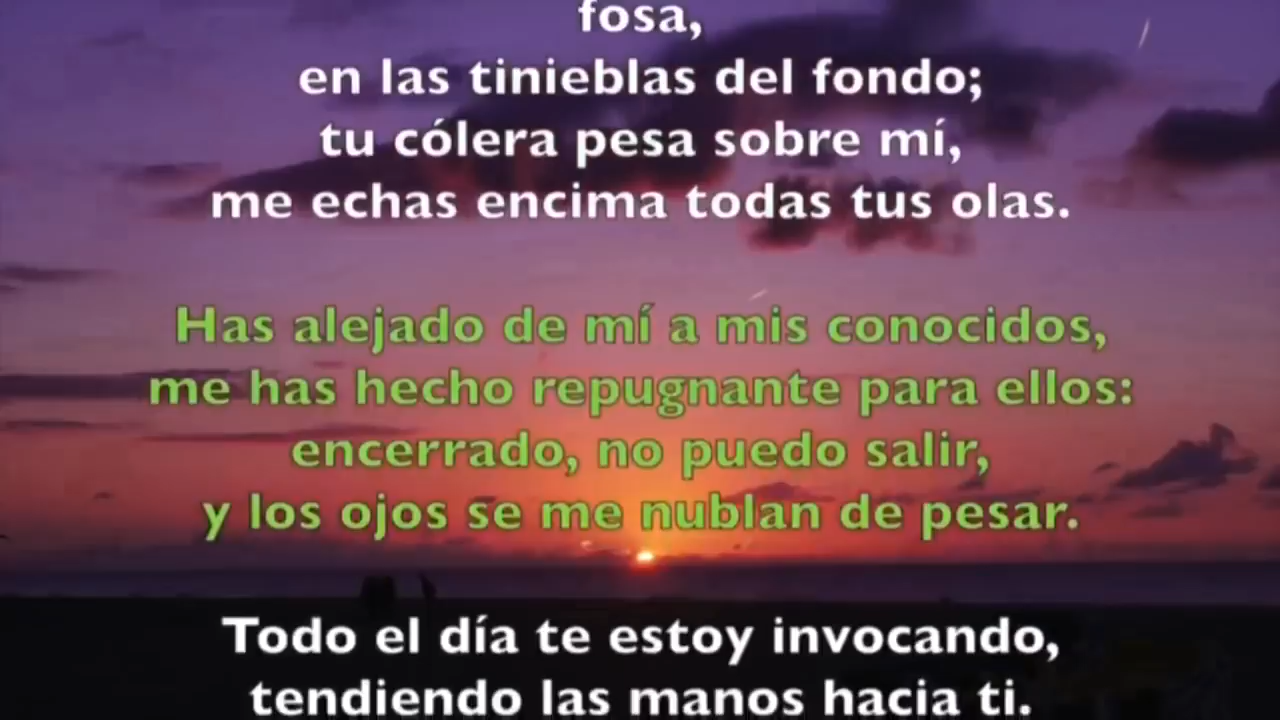 fosa,
en las tinieblas del fondo;
tu cólera pesa sobre mí,
me echas encima todas tus olas.
Has alejado de mí a mis conocidos,
me has hecho repugnante para ellos:
encerrado, no puedo salir,
y los ojos se me nublan de pesar.
Todo el día te estoy invocando,
tendiendo las manos hacia ti.